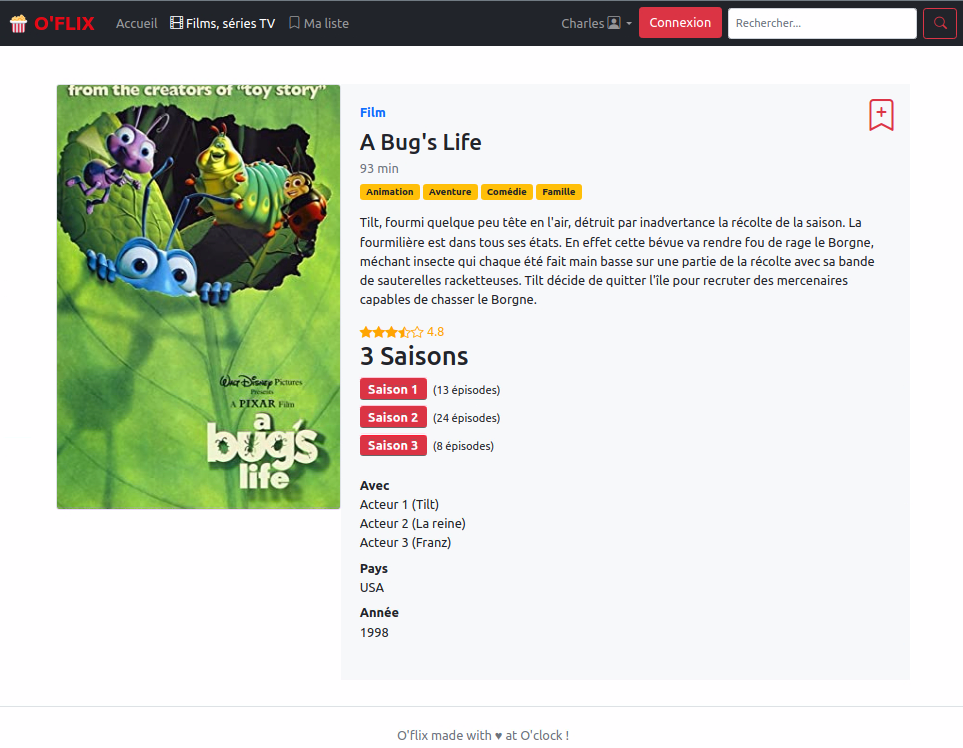 O'FLIX Accueil Films, séries TV Ma liste Charles Connexion Rechercher...
from the creators of "toy story"
WALT DISNEY PICTURES
Presents
A PIXAR Film
a
bug's
life
Film
A Bug's Life
93 min
Animation Aventure Comédie Famille
Tilt, fourmi quelque peu tête en l'air, détruit par inadvertance la récolte de la saison. La
fourmilière est dans tous ses états. En effet cette bévue va rendre fou de rage le Borgne,
méchant insecte qui chaque été fait main basse sur une partie de la récolte avec sa bande
de sauterelles racketteuses. Tilt décide de quitter l'île pour recruter des mercenaires
capables de chasser le Borgne.
4.8
3 Saisons
Saison 1 (13 épisodes)
Saison 2 (24 épisodes)
Saison 3 (8 épisodes)
Avec
Acteur 1 (Tilt)
Acteur 2 (La reine)
Acteur 3 (Franz)
Pays
USA
Année
1998
O'flix made with ♥ at O'clock !